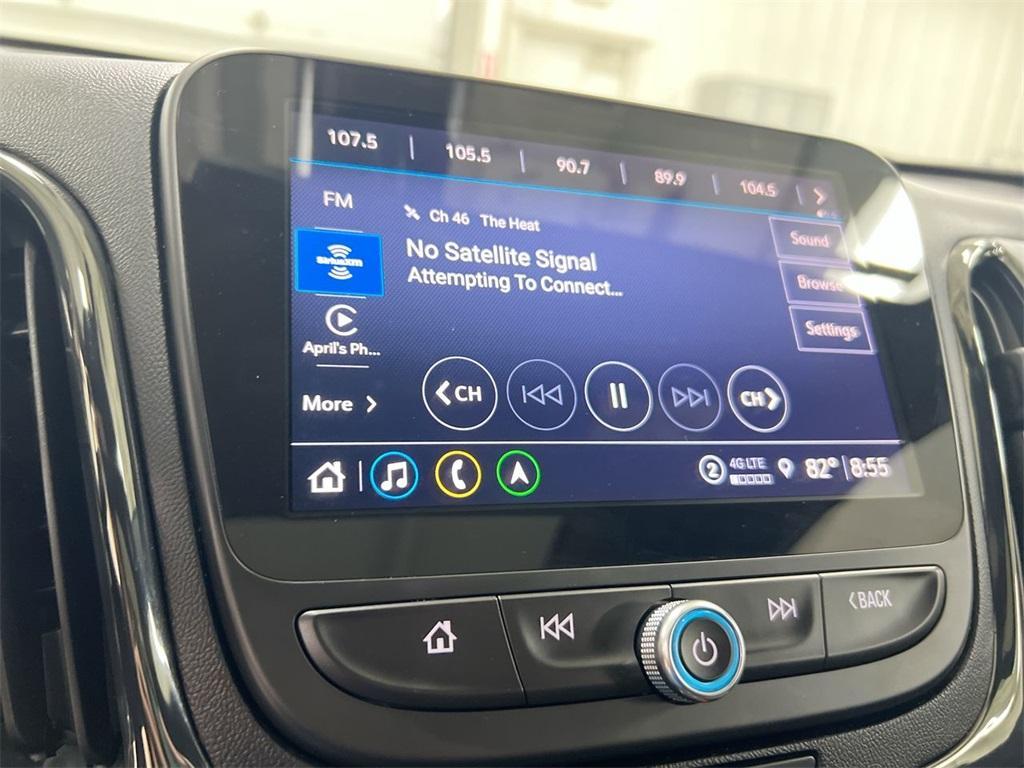 107.5 | 105.5 | 90.7 | 89.9 | 104.5
FM
Ch 46 The Heat
No Satellite Signal
Attempting To Connect...
Sound
Browse
Settings
SiriusXM
April's Ph...
More
CH
CH
2
4G LTE
82° | 8:55
BACK